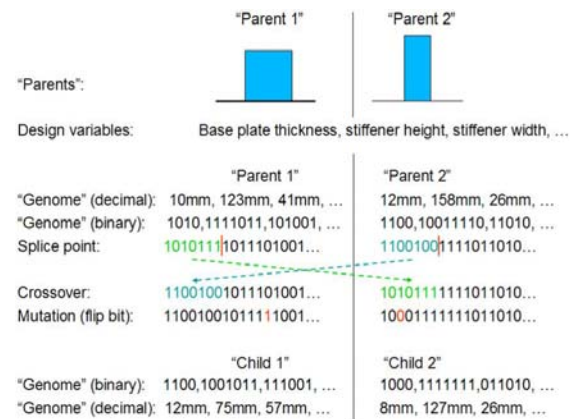 "Parent 1" "Parent 2"
"Parents":
Design variables: Base plate thickness, stiffener height, stiffener width, ...
"Parent 1" "Parent 2"
"Genome" (decimal): 10mm, 123mm, 41mm, ... 12mm, 158mm, 26mm, ...
"Genome" (binary): 1010,1111011,101001, ... 1100,10011110,11010, ...
Splice point: 1010111|1011101001... 1100100|1111011010...
Crossover: 11001001011101001... 10101111111011010...
Mutation (flip bit): 11001001011111001... 10001111111011010...
"Child 1" "Child 2"
"Genome" (binary): 1100,1001011,111001, ... 1000,1111111,011010, ...
"Genome" (decimal): 12mm, 75mm, 57mm, ... 8mm, 127mm, 26mm, ...